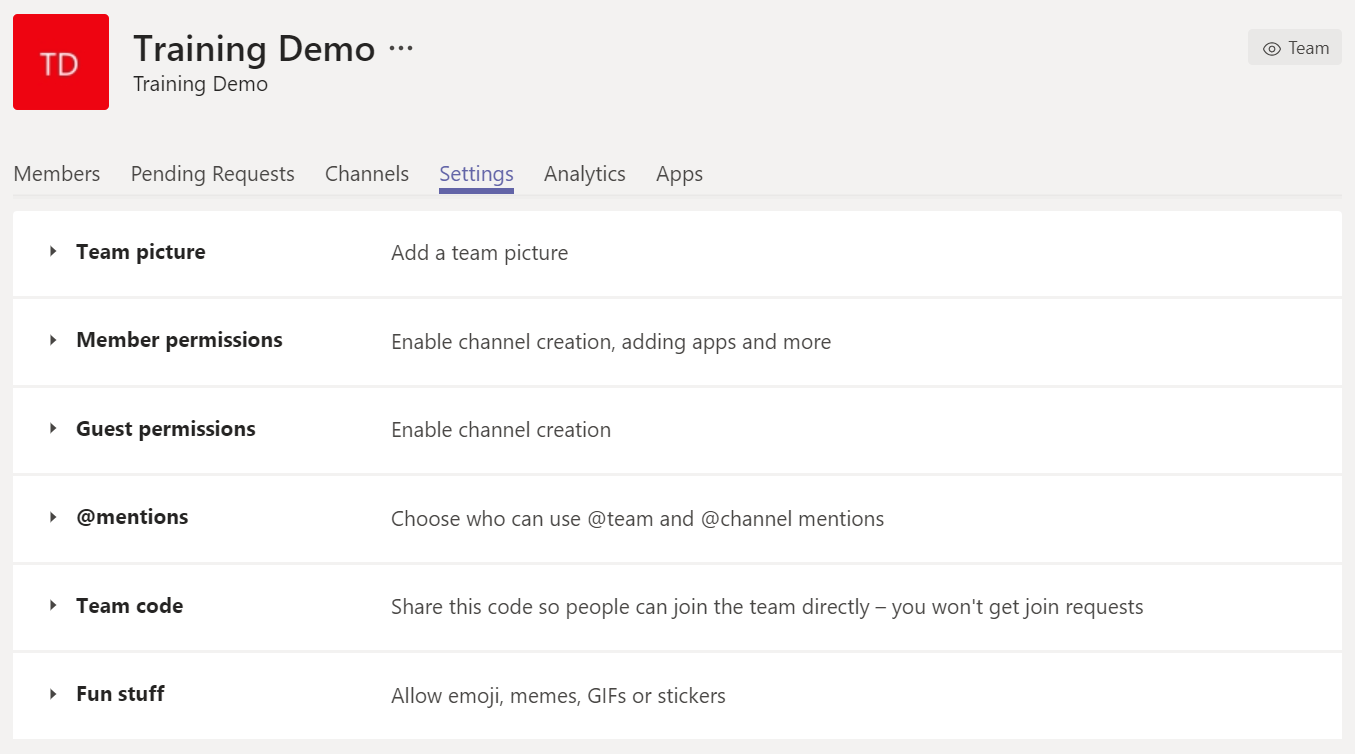 TD
Training Demo ···
Training Demo
Team
Members Pending Requests Channels Settings Analytics Apps
Team picture Add a team picture
Member permissions Enable channel creation, adding apps and more
Guest permissions Enable channel creation
@mentions Choose who can use @team and @channel mentions
Team code Share this code so people can join the team directly – you won't get join requests
Fun stuff Allow emoji, memes, GIFs or stickers